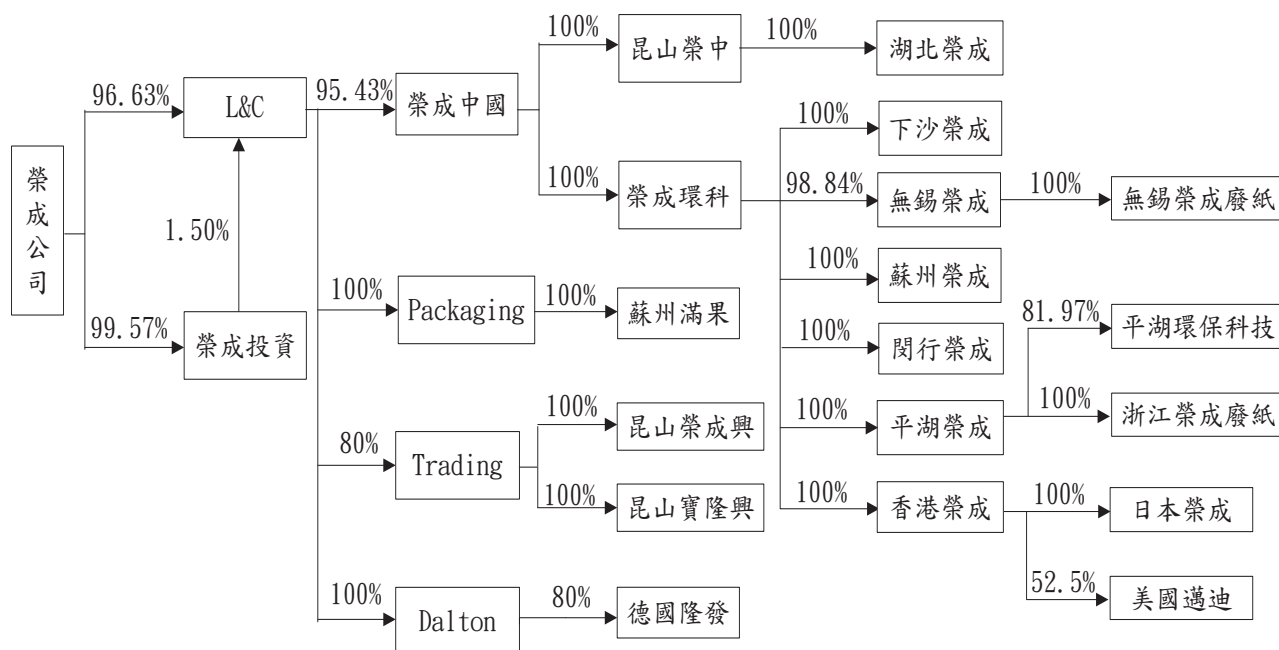 100%
昆山榮中
100%
湖北榮成
96.63%
L&C
95.43%
榮成中國
100%
下沙榮成
榮成公司
1.50%
100%
榮成環科
98.84%
無錫榮成
100%
無錫榮成廢紙
100%
蘇州榮成
99.57%
榮成投資
100%
Packaging
100%
蘇州滿果
81.97%
平湖環保科技
100%
閔行榮成
100%
平湖榮成
100%
浙江榮成廢紙
80%
Trading
100%
昆山榮成興
100%
昆山寶隆興
100%
香港榮成
100%
日本榮成
52.5%
美國邁迪
100%
Dalton
80%
德國隆發